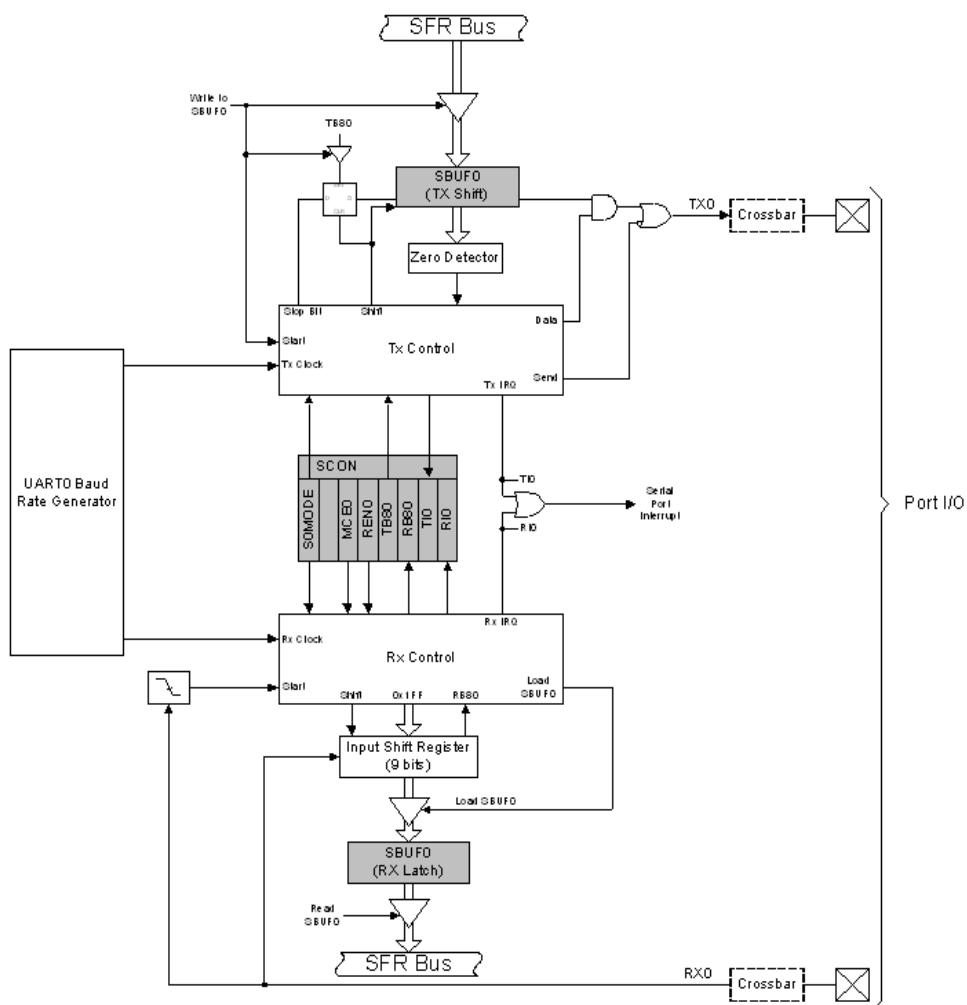 SFR Bus
Write to
SBUF0
TB80
SBUF0
(TX Shift)
TX0
Crossbar
Zero Detector
Stop Bit
Shift
Data
Start
Tx Control
Tx Clock
Send
Tx IRQ
UART0 Baud
Rate Generator
SCON
S0MODE
MCE0
REN0
TB80
RB80
TI0
RI0
TI0
Serial
Port
Interrupt
RI0
Port I/O
Rx IRQ
Rx Clock
Rx Control
Start
Load
SBUF0
Shift
0x1FF
RB80
Input Shift Register
(9 bits)
Load SBUF0
SBUF0
(RX Latch)
Read
SBUF0
SFR Bus
RX0
Crossbar